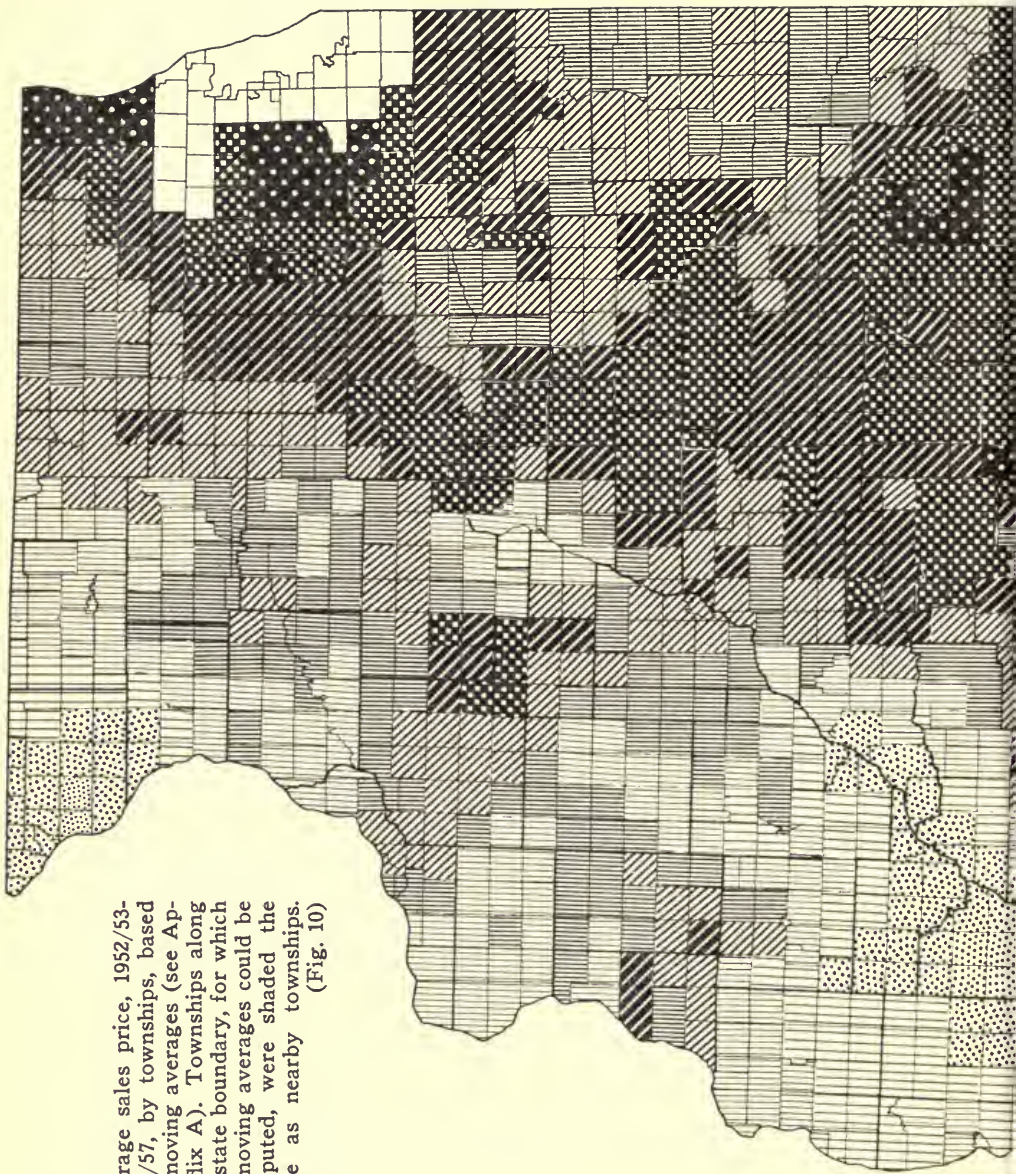 rage sales price, 1952/53-
/57, by townships, based
moving averages (see Ap-
dix A). Townships along
state boundary, for which
moving averages could be
puted, were shaded the
e as nearby townships.
(Fig. 10)